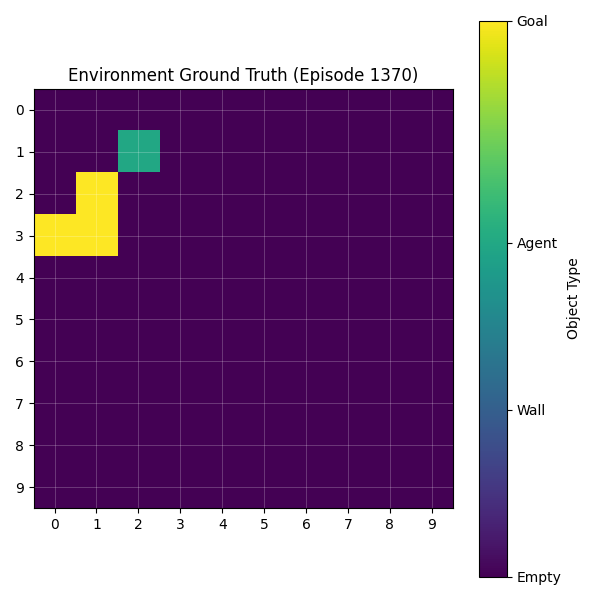 Environment Ground Truth (Episode 1370)
0
1
2
3
4
5
6
7
8
9
0 1 2 3 4 5 6 7 8 9
Goal
Agent
Wall
Empty
Object Type